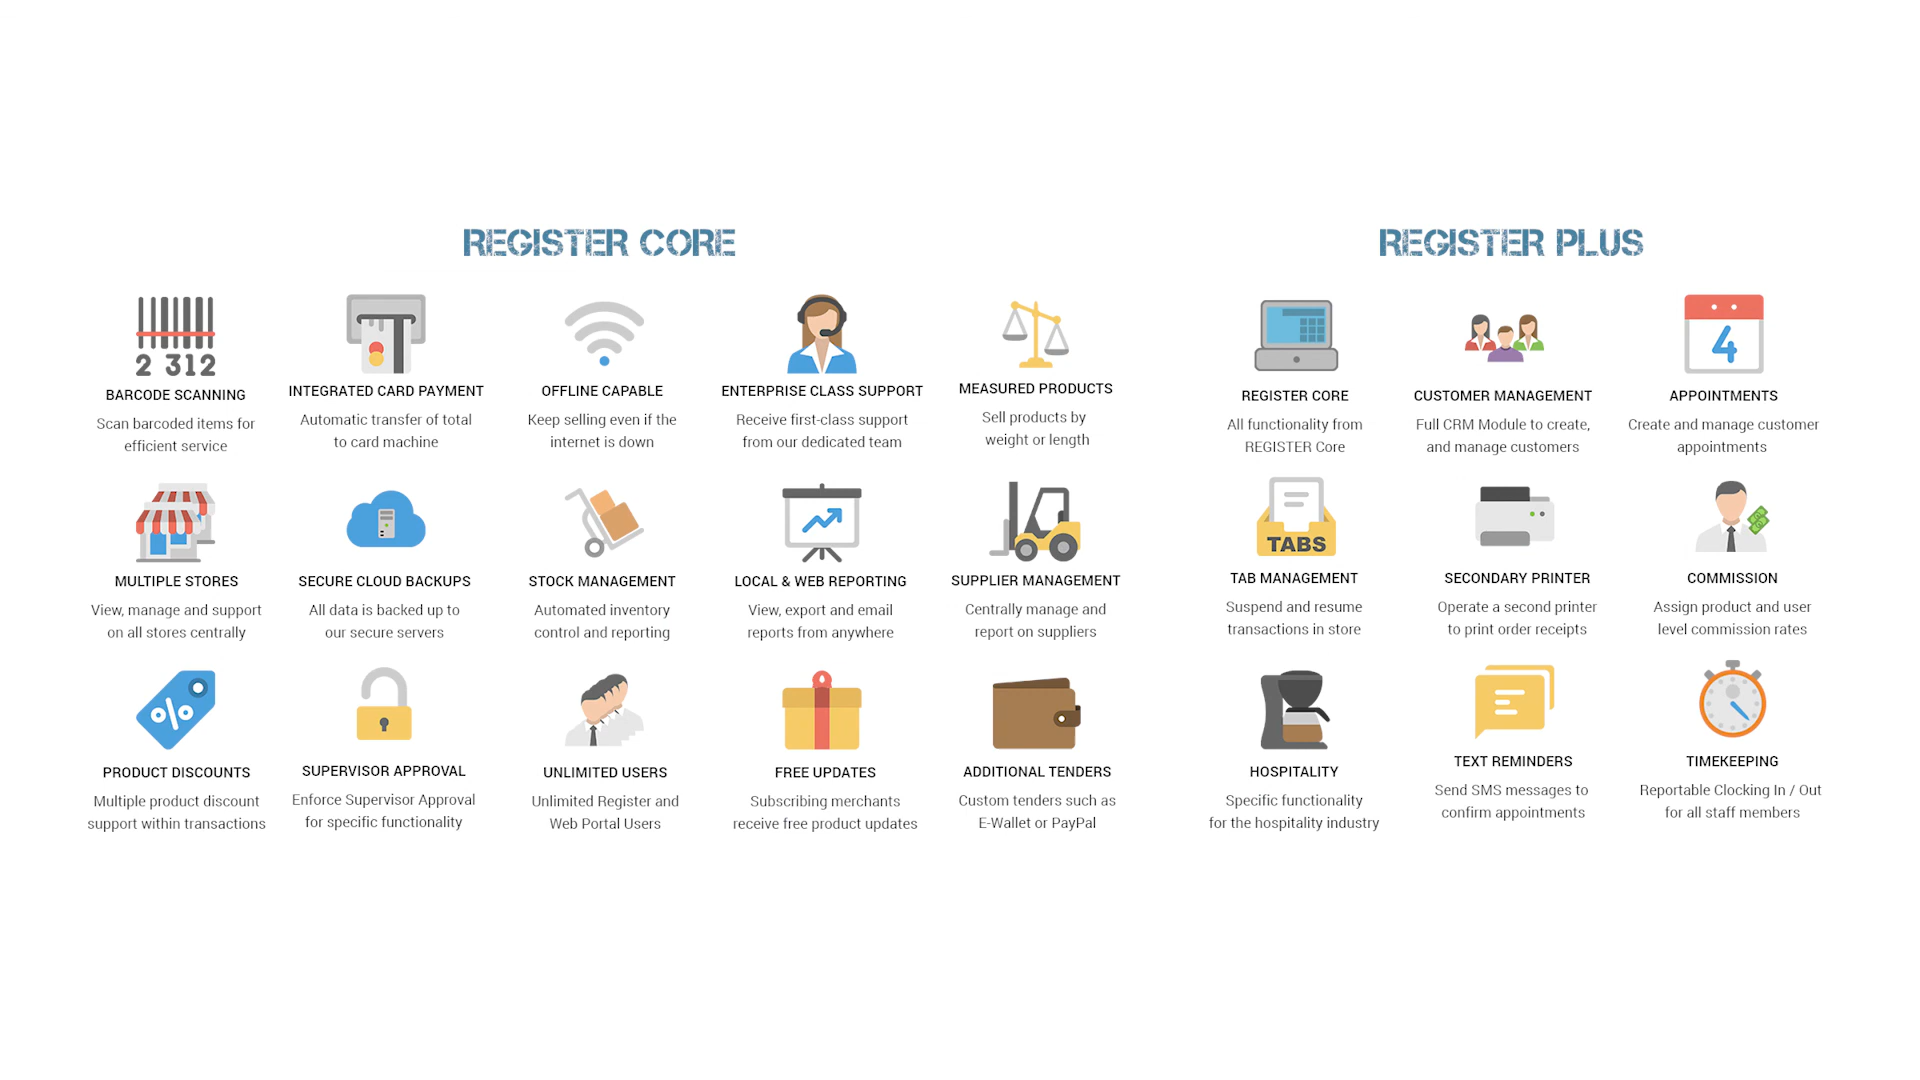 REGISTER CORE
BARCODE SCANNING
Scan barcoded items for
efficient service
INTEGRATED CARD PAYMENT
Automatic transfer of total
to card machine
OFFLINE CAPABLE
Keep selling even if the
internet is down
ENTERPRISE CLASS SUPPORT
Receive first-class support
from our dedicated team
MEASURED PRODUCTS
Sell products by
weight or length
MULTIPLE STORES
View, manage and support
on all stores centrally
SECURE CLOUD BACKUPS
All data is backed up to
our secure servers
STOCK MANAGEMENT
Automated inventory
control and reporting
LOCAL & WEB REPORTING
View, export and email
reports from anywhere
SUPPLIER MANAGEMENT
Centrally manage and
report on suppliers
PRODUCT DISCOUNTS
Multiple product discount
support within transactions
SUPERVISOR APPROVAL
Enforce Supervisor Approval
for specific functionality
UNLIMITED USERS
Unlimited Register and
Web Portal Users
FREE UPDATES
Subscribing merchants
receive free product updates
ADDITIONAL TENDERS
Custom tenders such as
E-Wallet or PayPal
REGISTER PLUS
REGISTER CORE
All functionality from
REGISTER Core
CUSTOMER MANAGEMENT
Full CRM Module to create,
and manage customers
4
APPOINTMENTS
Create and manage customer
appointments
TABS
TAB MANAGEMENT
Suspend and resume
transactions in store
SECONDARY PRINTER
Operate a second printer
to print order receipts
COMMISSION
Assign product and user
level commission rates
HOSPITALITY
Specific functionality
for the hospitality industry
TEXT REMINDERS
Send SMS messages to
confirm appointments
TIMEKEEPING
Reportable Clocking In / Out
for all staff members
2 312
%